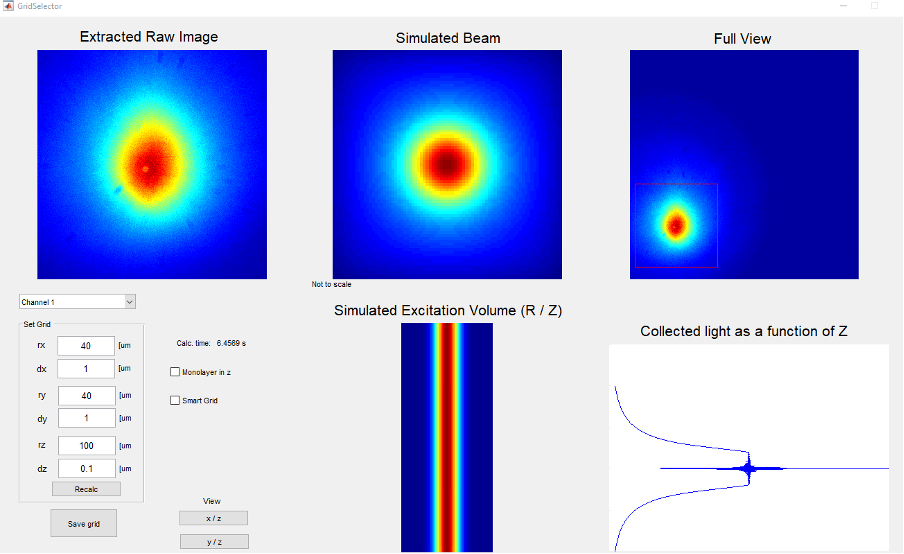 GridSelector
Extracted Raw Image
Simulated Beam
Full View
Not to scale
Channel 1
Simulated Excitation Volume (R / Z)
Collected light as a function of Z
Set Grid
rx 40 [um
Calc. time: 6.4569 s
dx 1 [um
Monolayer in z
ry 40 [um
Smart Grid
dy 1 [um
rz 100 [um
dz 0.1 [um
Recalc
View
Save grid
x / z
y / z